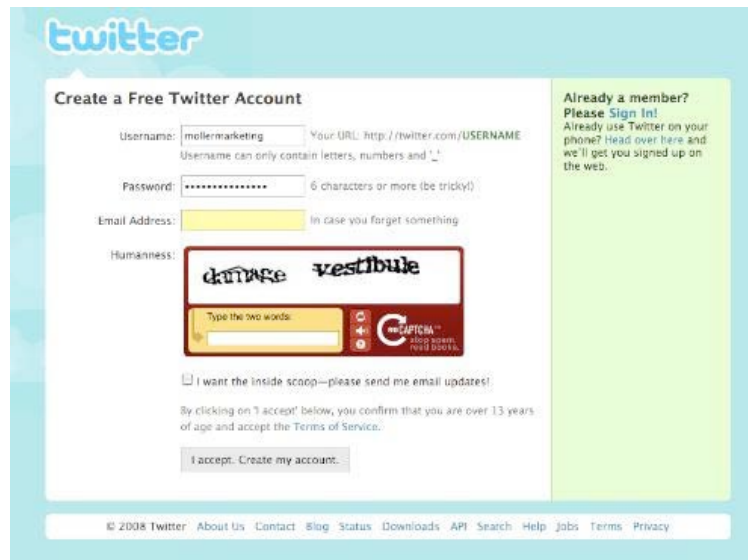 twitter
Create a Free Twitter Account
Username: mollermarketing Your URL: http://twitter.com/USERNAME
Username can only contain letters, numbers and '_'
Password: ••••••••••••••• 6 characters or more (be tricky!)
Email Address: In case you forget something
Humanness:
damage vestibule
Type the two words:
reCAPTCHA™
stop spam.
read books.
I want the inside scoop—please send me email updates!
By clicking on 'I accept' below, you confirm that you are over 13 years
of age and accept the Terms of Service.
I accept. Create my account.
Already a member?
Please Sign In!
Already use Twitter on your
phone? Head over here and
we'll get you signed up on
the web.
© 2008 Twitter About Us Contact Blog Status Downloads API Search Help Jobs Terms Privacy